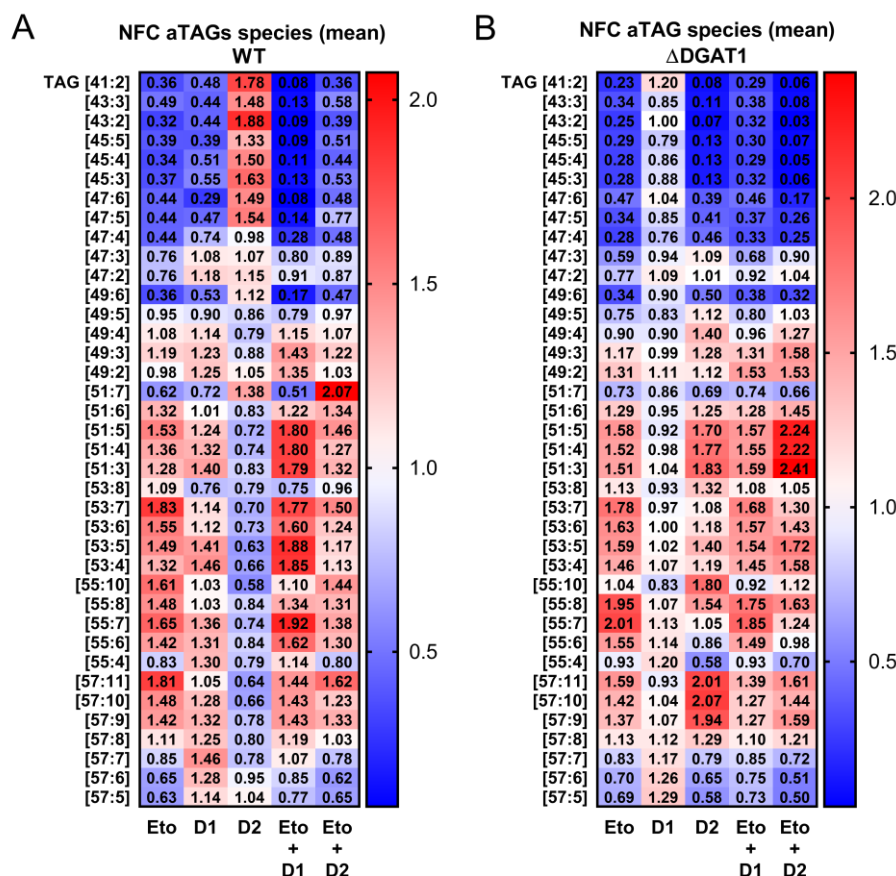 A
NFC aTAGs species (mean)
WT
TAG [41:2] 0.36 0.48 1.78 0.08 0.36
[43:3] 0.49 0.44 1.48 0.13 0.58
[43:2] 0.32 0.44 1.88 0.09 0.39
[45:5] 0.39 0.39 1.33 0.09 0.51
[45:4] 0.34 0.51 1.50 0.11 0.44
[45:3] 0.37 0.55 1.63 0.13 0.53
[47:6] 0.44 0.29 1.49 0.08 0.48
[47:5] 0.44 0.47 1.54 0.14 0.77
[47:4] 0.44 0.74 0.98 0.28 0.48
[47:3] 0.76 1.08 1.07 0.80 0.89
[47:2] 0.76 1.18 1.15 0.91 0.87
[49:6] 0.36 0.53 1.12 0.17 0.47
[49:5] 0.95 0.90 0.86 0.79 0.97
[49:4] 1.08 1.14 0.79 1.15 1.07
[49:3] 1.19 1.23 0.88 1.43 1.22
[49:2] 0.98 1.25 1.05 1.35 1.03
[51:7] 0.62 0.72 1.38 0.51 2.07
[51:6] 1.32 1.01 0.83 1.22 1.34
[51:5] 1.53 1.24 0.72 1.80 1.46
[51:4] 1.36 1.32 0.74 1.80 1.27
[51:3] 1.28 1.40 0.83 1.79 1.32
[53:8] 1.09 0.76 0.79 0.75 0.96
[53:7] 1.83 1.14 0.70 1.77 1.50
[53:6] 1.55 1.12 0.73 1.60 1.24
[53:5] 1.49 1.41 0.63 1.88 1.17
[53:4] 1.32 1.46 0.66 1.85 1.13
[55:10] 1.61 1.03 0.58 1.10 1.44
[55:8] 1.48 1.03 0.84 1.34 1.31
[55:7] 1.65 1.36 0.74 1.92 1.38
[55:6] 1.42 1.31 0.84 1.62 1.30
[55:4] 0.83 1.30 0.79 1.14 0.80
[57:11] 1.81 1.05 0.64 1.44 1.62
[57:10] 1.48 1.28 0.66 1.43 1.23
[57:9] 1.42 1.32 0.78 1.43 1.33
[57:8] 1.11 1.25 0.80 1.19 1.03
[57:7] 0.85 1.46 0.78 1.07 0.78
[57:6] 0.65 1.28 0.95 0.85 0.62
[57:5] 0.63 1.14 1.04 0.77 0.65
Eto D1 D2 Eto Eto
+ +
D1 D2
2.0
1.5
1.0
0.5
B
NFC aTAG species (mean)
ΔDGAT1
TAG [41:2] 0.23 1.20 0.08 0.29 0.06
[43:3] 0.34 0.85 0.11 0.38 0.08
[43:2] 0.25 1.00 0.07 0.32 0.03
[45:5] 0.29 0.79 0.13 0.30 0.07
[45:4] 0.28 0.86 0.13 0.29 0.05
[45:3] 0.28 0.88 0.13 0.32 0.06
[47:6] 0.47 1.04 0.39 0.46 0.17
[47:5] 0.34 0.85 0.41 0.37 0.26
[47:4] 0.28 0.76 0.46 0.33 0.25
[47:3] 0.59 0.94 1.09 0.68 0.90
[47:2] 0.77 1.09 1.01 0.92 1.04
[49:6] 0.34 0.90 0.50 0.38 0.32
[49:5] 0.75 0.83 1.12 0.80 1.03
[49:4] 0.90 0.90 1.40 0.96 1.27
[49:3] 1.17 0.99 1.28 1.31 1.58
[49:2] 1.31 1.11 1.12 1.53 1.53
[51:7] 0.73 0.86 0.69 0.74 0.66
[51:6] 1.29 0.95 1.25 1.28 1.45
[51:5] 1.58 0.92 1.70 1.57 2.24
[51:4] 1.52 0.98 1.77 1.55 2.22
[51:3] 1.51 1.04 1.83 1.59 2.41
[53:8] 1.13 0.93 1.32 1.08 1.05
[53:7] 1.78 0.97 1.08 1.68 1.30
[53:6] 1.63 1.00 1.18 1.57 1.43
[53:5] 1.59 1.02 1.40 1.54 1.72
[53:4] 1.46 1.07 1.19 1.45 1.58
[55:10] 1.04 0.83 1.80 0.92 1.12
[55:8] 1.95 1.07 1.54 1.75 1.63
[55:7] 2.01 1.13 1.05 1.85 1.24
[55:6] 1.55 1.14 0.86 1.49 0.98
[55:4] 0.93 1.20 0.58 0.93 0.70
[57:11] 1.59 0.93 2.01 1.39 1.61
[57:10] 1.42 1.04 2.07 1.27 1.44
[57:9] 1.37 1.07 1.94 1.27 1.59
[57:8] 1.13 1.12 1.29 1.10 1.21
[57:7] 0.83 1.17 0.79 0.85 0.72
[57:6] 0.70 1.26 0.65 0.75 0.51
[57:5] 0.69 1.29 0.58 0.73 0.50
Eto D1 D2 Eto Eto
+ +
D1 D2
2.0
1.5
1.0
0.5